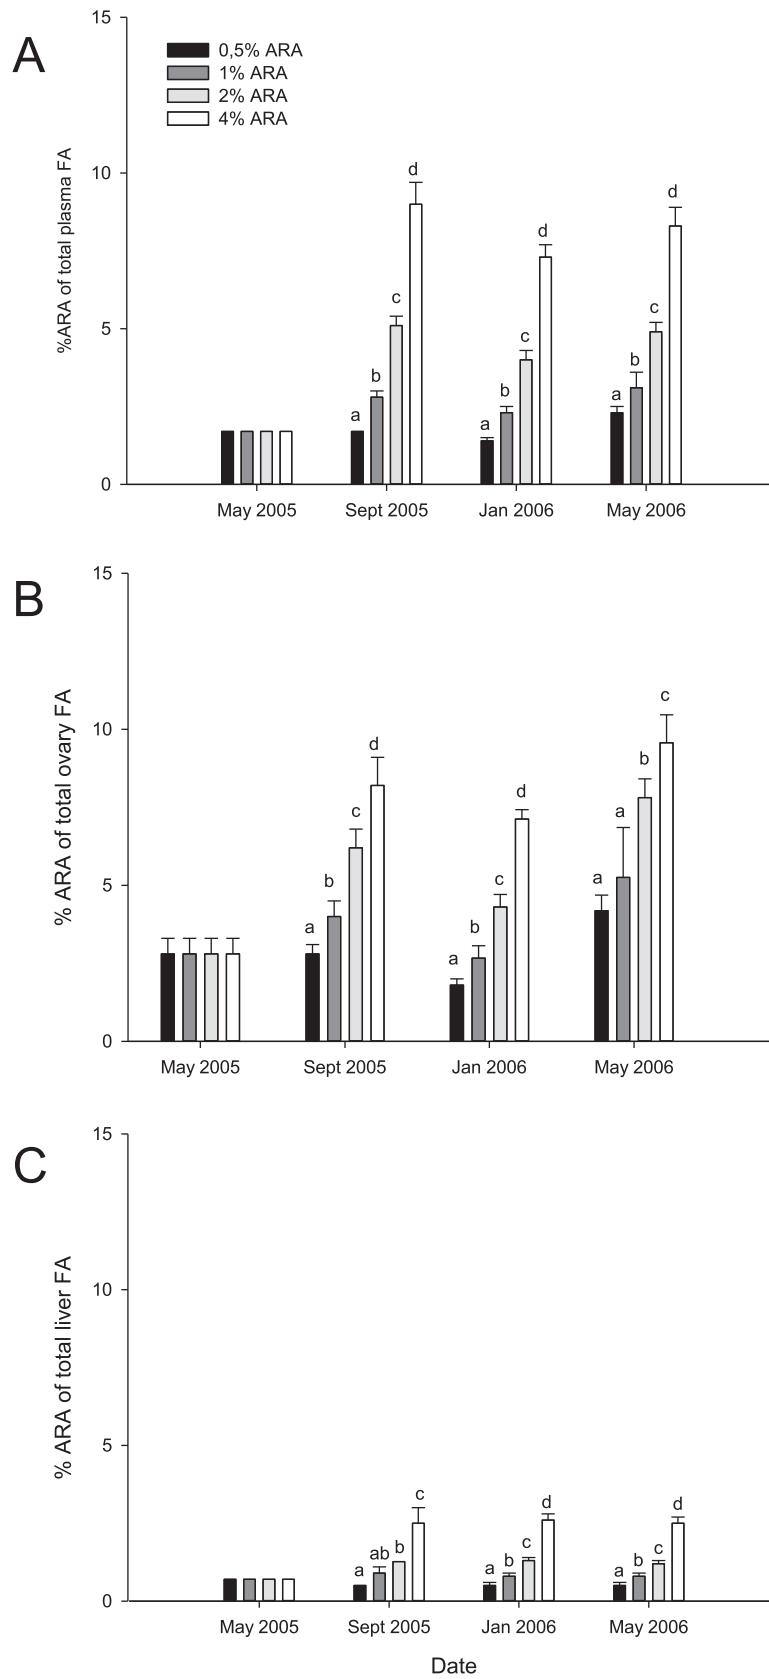 A
15
0,5% ARA
1% ARA
2% ARA
4% ARA
%ARA of total plasma FA
10
5
0
a b c d
a b c d
a b c d
May 2005 Sept 2005 Jan 2006 May 2006
B
15
% ARA of total ovary FA
10
5
0
a b c d
a b c d
a a b c
May 2005 Sept 2005 Jan 2006 May 2006
C
15
% ARA of total liver FA
10
5
0
a ab b c
a b c d
a b c d
May 2005 Sept 2005 Jan 2006 May 2006
Date